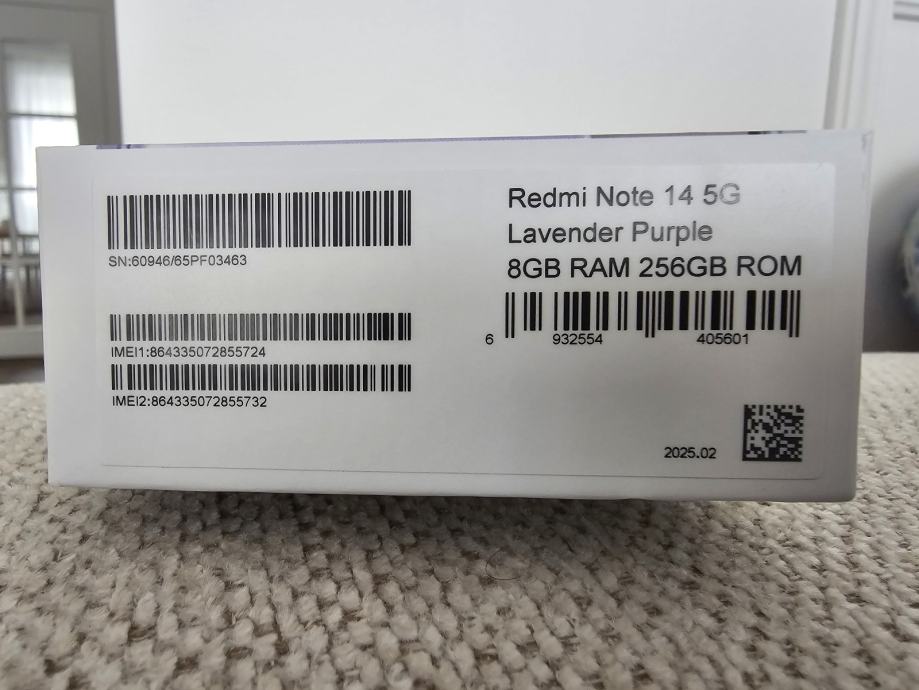 SN:60946/65PF03463
IMEI1:864335072855724
IMEI2:864335072855732
Redmi Note 14 5G
Lavender Purple
8GB RAM 256GB ROM
6 932554 405601
2025.02